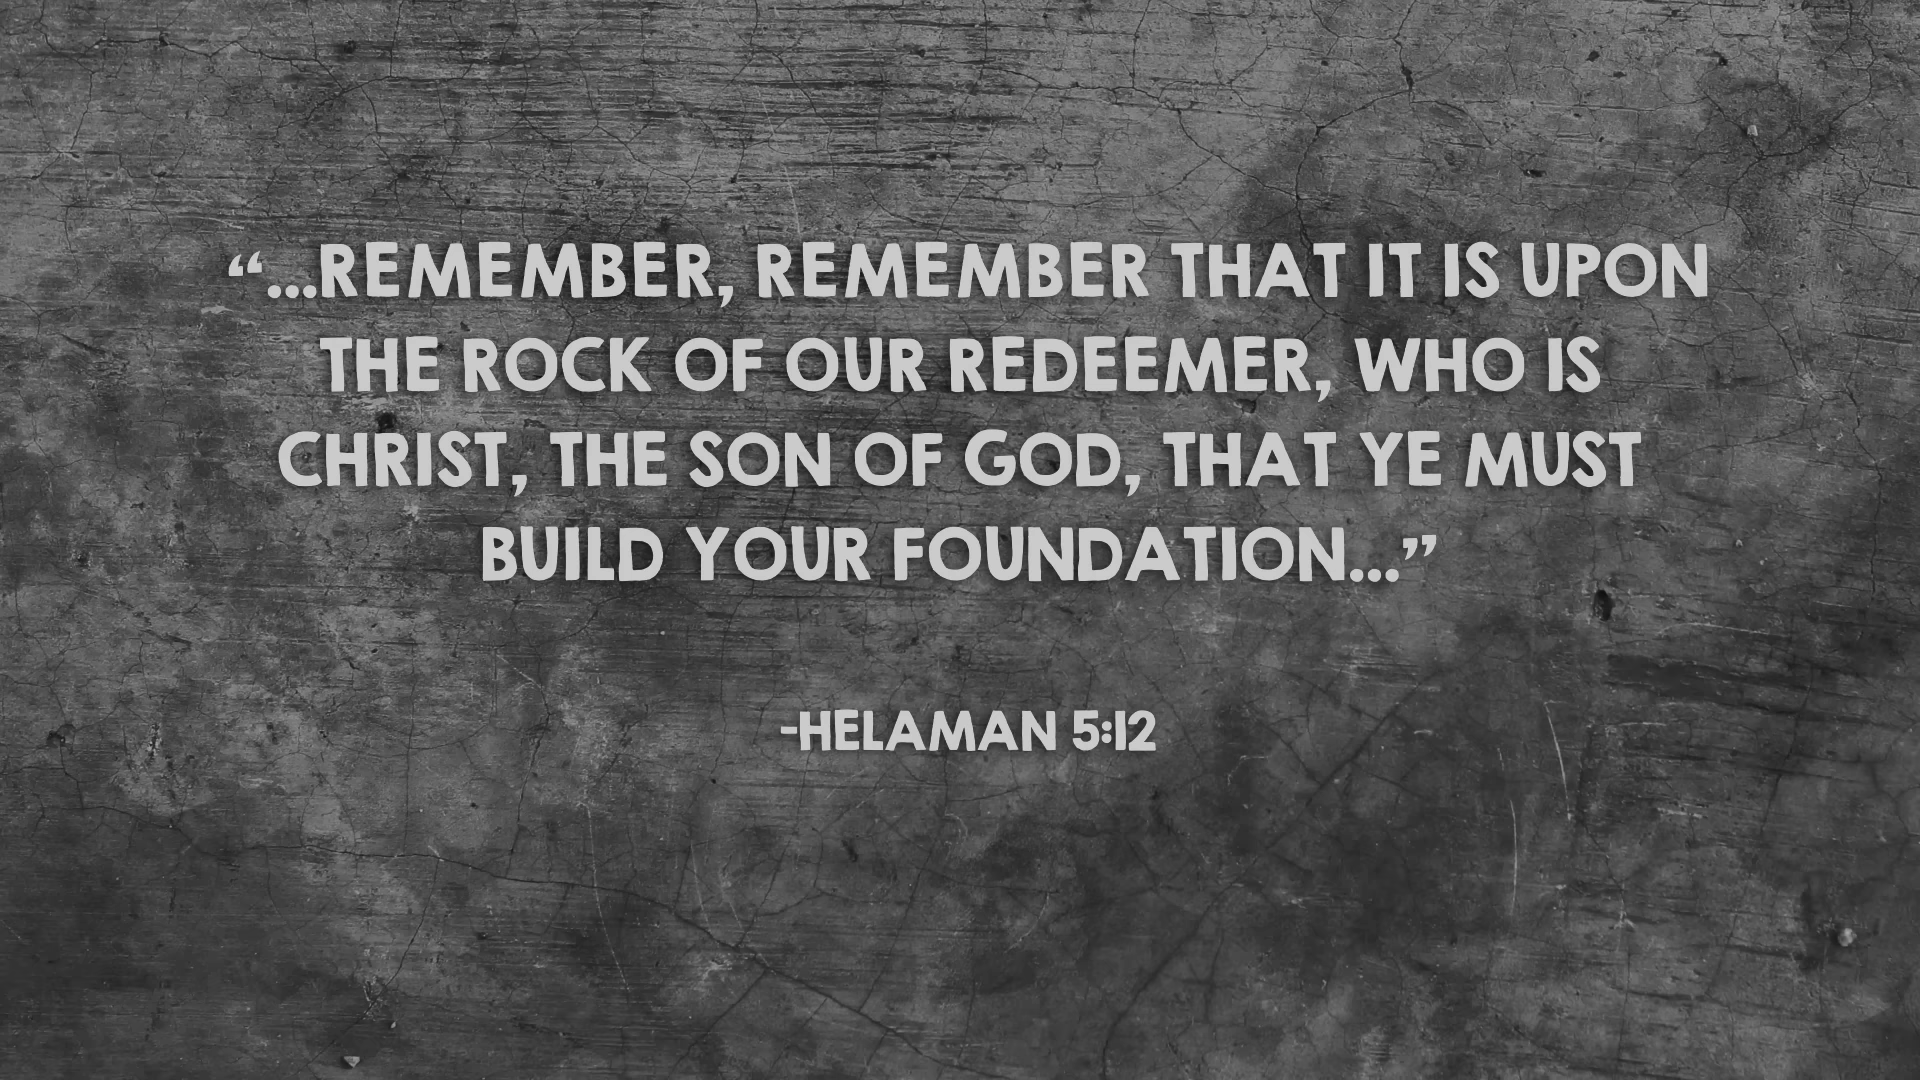 “...REMEMBER, REMEMBER THAT IT IS UPON
THE ROCK OF OUR REDEEMER, WHO IS
CHRIST, THE SON OF GOD, THAT YE MUST
BUILD YOUR FOUNDATION...”
-HELAMAN 5:12